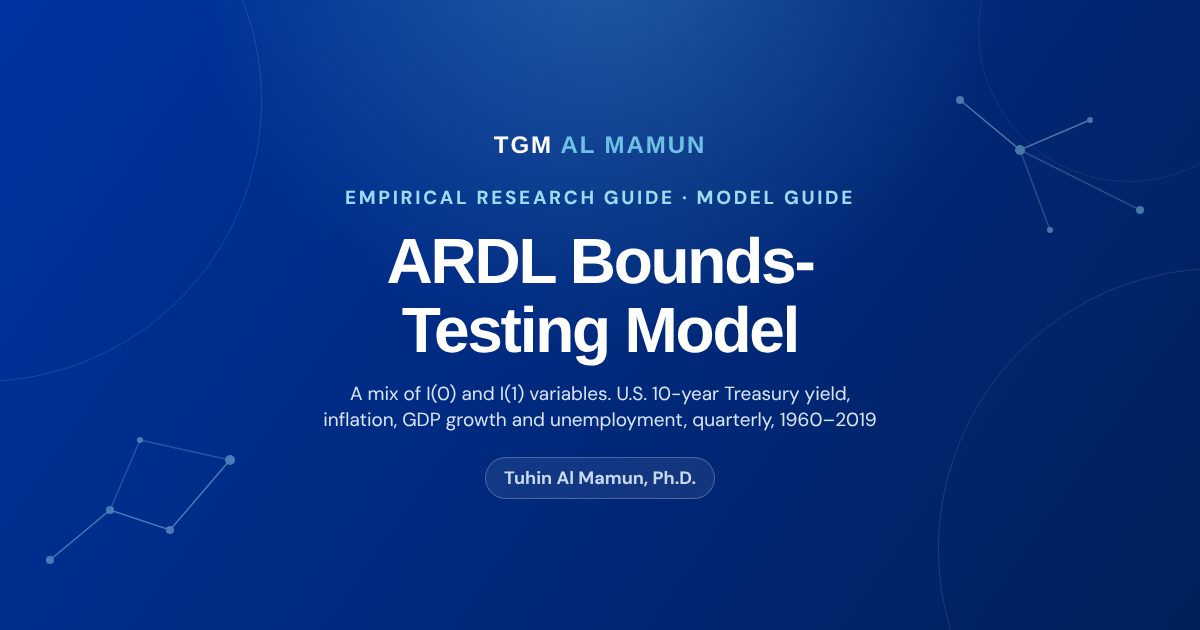 TGM AL MAMUN
EMPIRICAL RESEARCH GUIDE · MODEL GUIDE
ARDL Bounds-
Testing Model
A mix of I(0) and I(1) variables. U.S. 10-year Treasury yield,
inflation, GDP growth and unemployment, quarterly, 1960–2019
Tuhin Al Mamun, Ph.D.